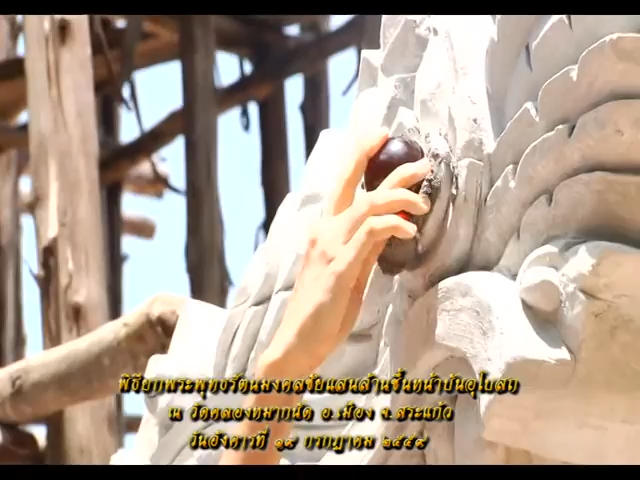 พิธียกพระพุทธรัตนมงคลชัยแสนล้านขึ้นหน้าบันอุโบสถ
ณ วัดคลองหมากนัด อ.เมือง จ.สระแก้ว
วันอังคารที่ ๑๙ กรกฎาคม ๒๕๕๙